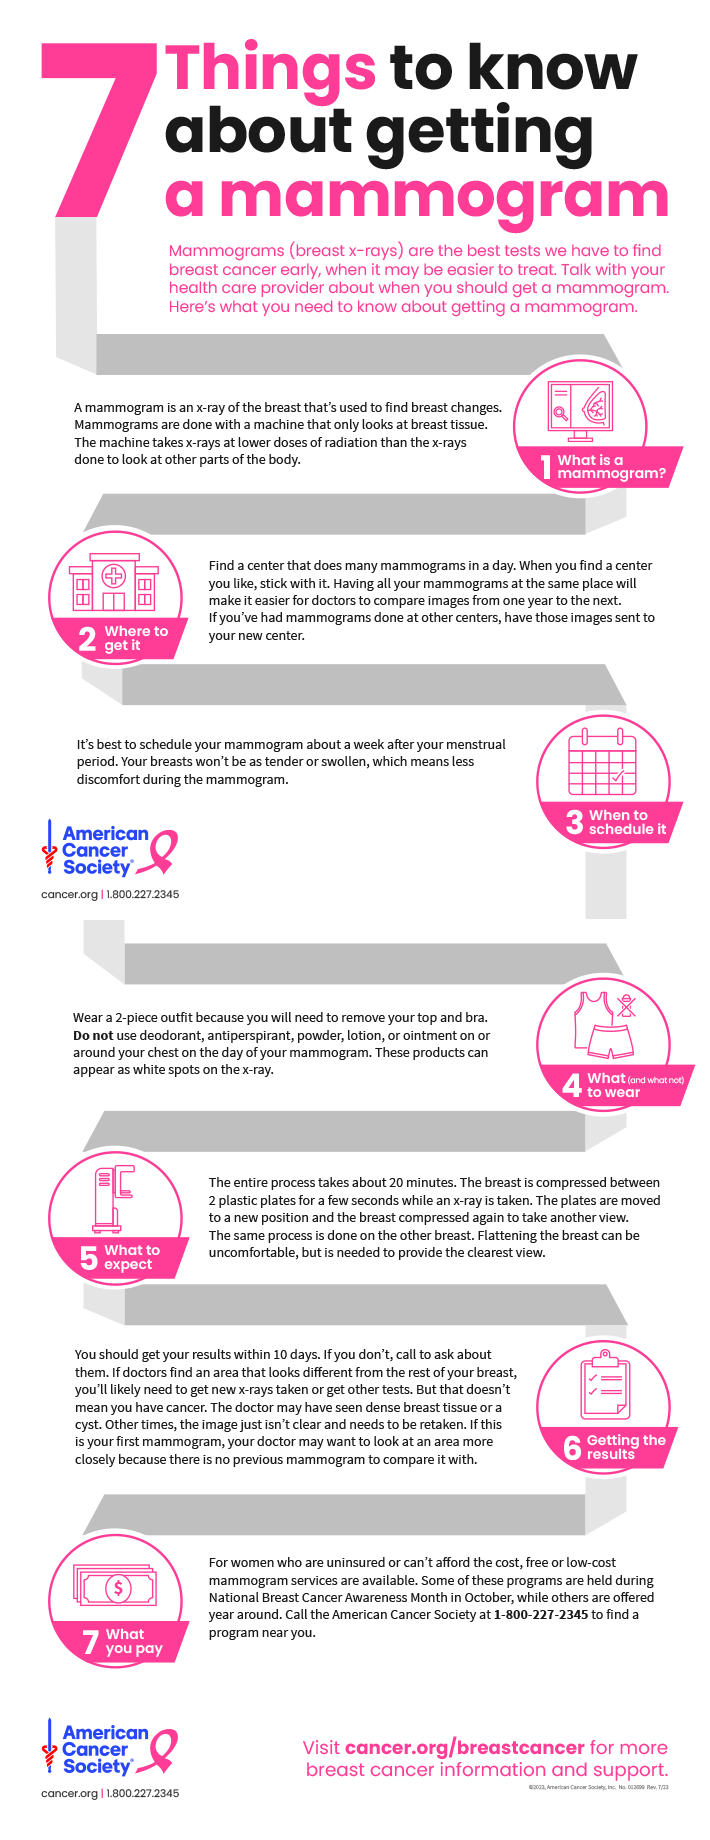 7 Things to know
about getting
a mammogram
Mammograms (breast x-rays) are the best tests we have to find
breast cancer early, when it may be easier to treat. Talk with your
health care provider about when you should get a mammogram.
Here's what you need to know about getting a mammogram.
A mammogram is an x-ray of the breast that's used to find breast changes.
Mammograms are done with a machine that only looks at breast tissue.
The machine takes x-rays at lower doses of radiation than the x-rays
done to look at other parts of the body.
1 What is a
mammogram?
2 Where to
get it
Find a center that does many mammograms in a day. When you find a center
you like, stick with it. Having all your mammograms at the same place will
make it easier for doctors to compare images from one year to the next.
If you've had mammograms done at other centers, have those images sent to
your new center.
It's best to schedule your mammogram about a week after your menstrual
period. Your breasts won't be as tender or swollen, which means less
discomfort during the mammogram.
3 When to
schedule it
American
Cancer
Society®
cancer.org | 1.800.227.2345
Wear a 2-piece outfit because you will need to remove your top and bra.
Do not use deodorant, antiperspirant, powder, lotion, or ointment on or
around your chest on the day of your mammogram. These products can
appear as white spots on the x-ray.
4 What (and what not)
to wear
5 What to
expect
The entire process takes about 20 minutes. The breast is compressed between
2 plastic plates for a few seconds while an x-ray is taken. The plates are moved
to a new position and the breast compressed again to take another view.
The same process is done on the other breast. Flattening the breast can be
uncomfortable, but is needed to provide the clearest view.
You should get your results within 10 days. If you don't, call to ask about
them. If doctors find an area that looks different from the rest of your breast,
you'll likely need to get new x-rays taken or get other tests. But that doesn't
mean you have cancer. The doctor may have seen dense breast tissue or a
cyst. Other times, the image just isn't clear and needs to be retaken. If this
is your first mammogram, your doctor may want to look at an area more
closely because there is no previous mammogram to compare it with.
6 Getting the
results
$
7 What
you pay
For women who are uninsured or can't afford the cost, free or low-cost
mammogram services are available. Some of these programs are held during
National Breast Cancer Awareness Month in October, while others are offered
year around. Call the American Cancer Society at 1-800-227-2345 to find a
program near you.
American
Cancer
Society®
cancer.org | 1.800.227.2345
Visit cancer.org/breastcancer for more
breast cancer information and support.
©2023, American Cancer Society, Inc. No. 012699 Rev. 7/23